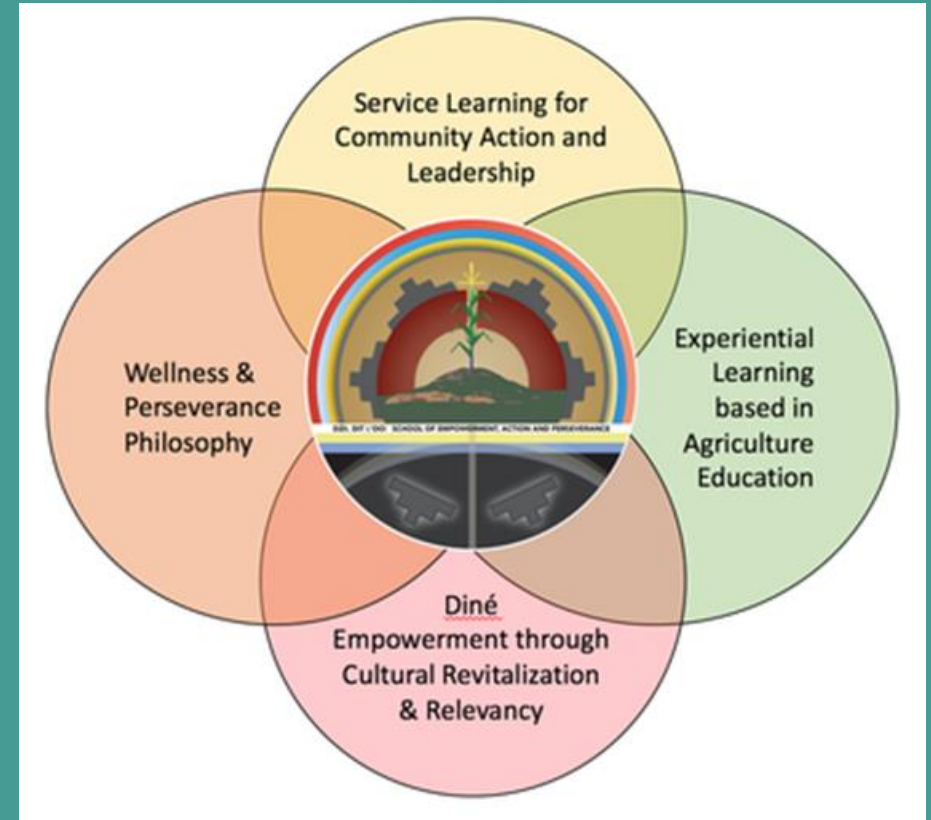 Service Learning for
Community Action and
Leadership
Wellness &
Perseverance
Philosophy
Experiential
Learning
based in
Agriculture
Education
SCHOOL OF EMPOWERMENT, ACTION AND PERSEVERANCE
Diné
Empowerment through
Cultural Revitalization
& Relevancy